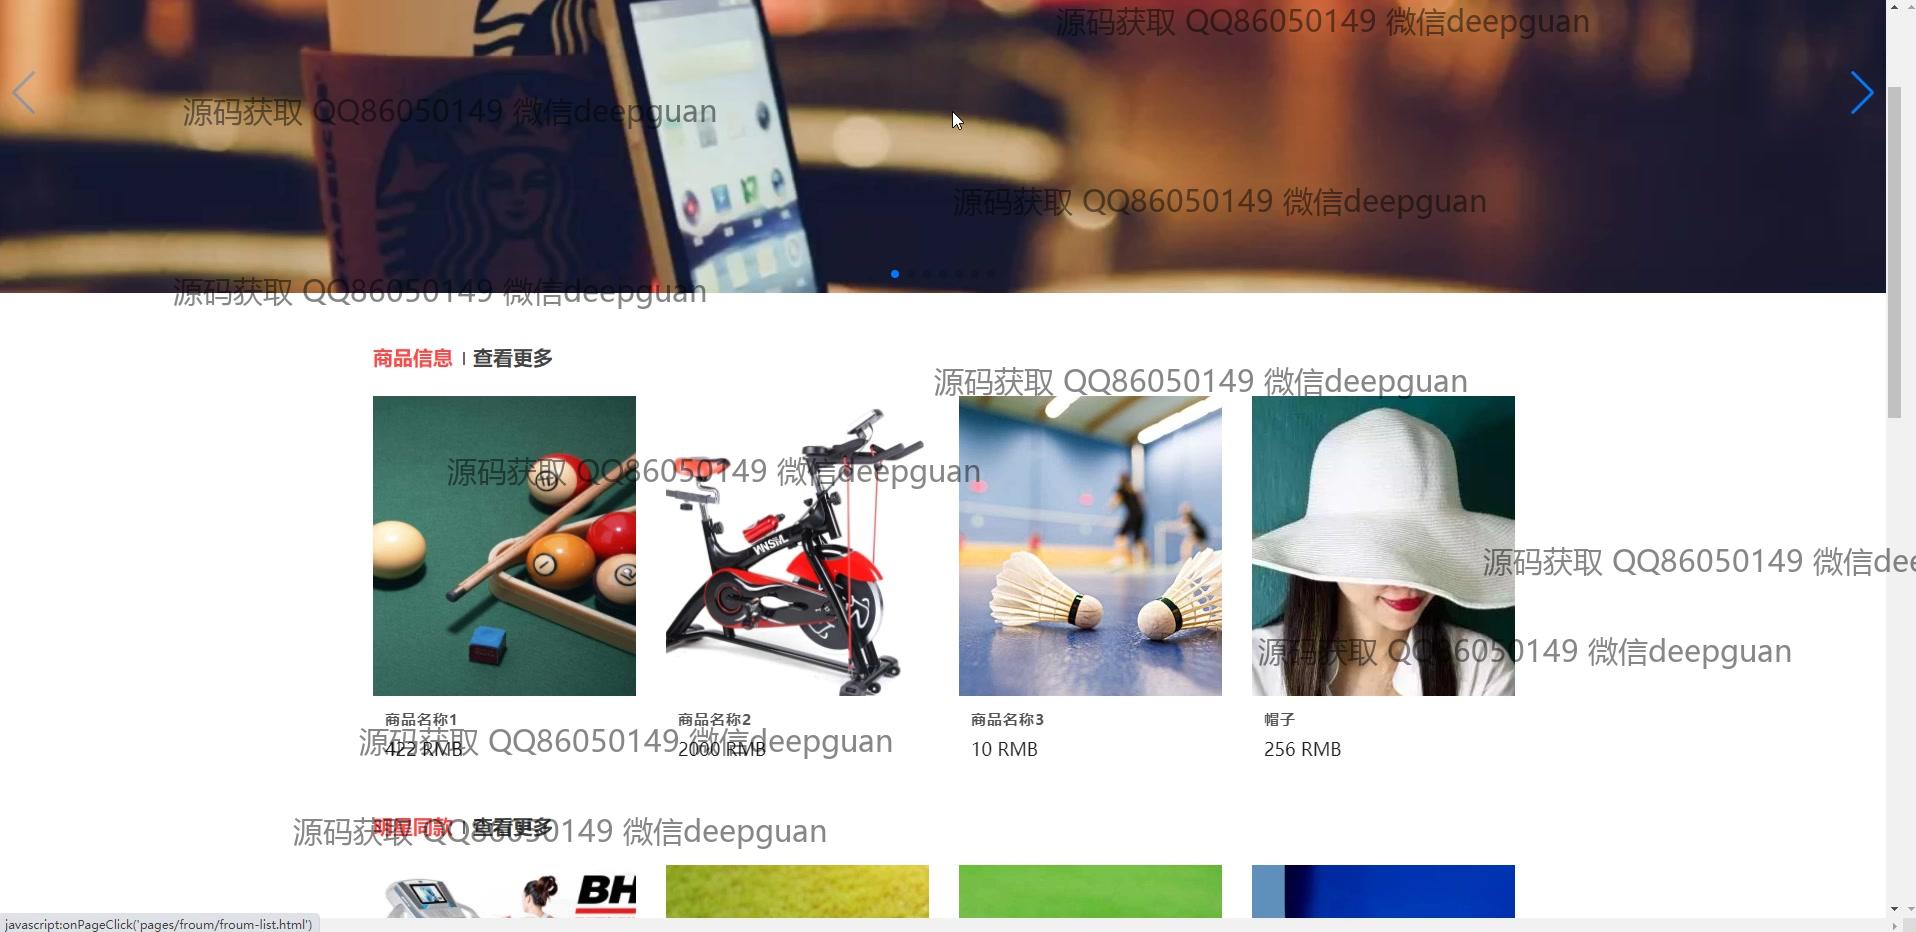 源码获取 QQ86050149 微信deepguan
源码获取 QQ86050149 微信deepguan
源码获取 QQ86050149 微信deepguan
源码获取 QQ86050149 微信deepguan
商品信息 | 查看更多
源码获取 QQ86050149 微信deepguan
源码获取 QQ86050149 微信deepguan
WNSM
源码获取 QQ86050149 微信dee
源码获取 QQ86050149 微信deepguan
商品名称1
422 RMB
商品名称2
2000 RMB
商品名称3
10 RMB
帽子
256 RMB
源码获取 QQ86050149 微信deepguan
明星同款 | 查看更多
源码获取 QQ86050149 微信deepguan
BH
javascript:onPageClick('pages/froum/froum-list.html')